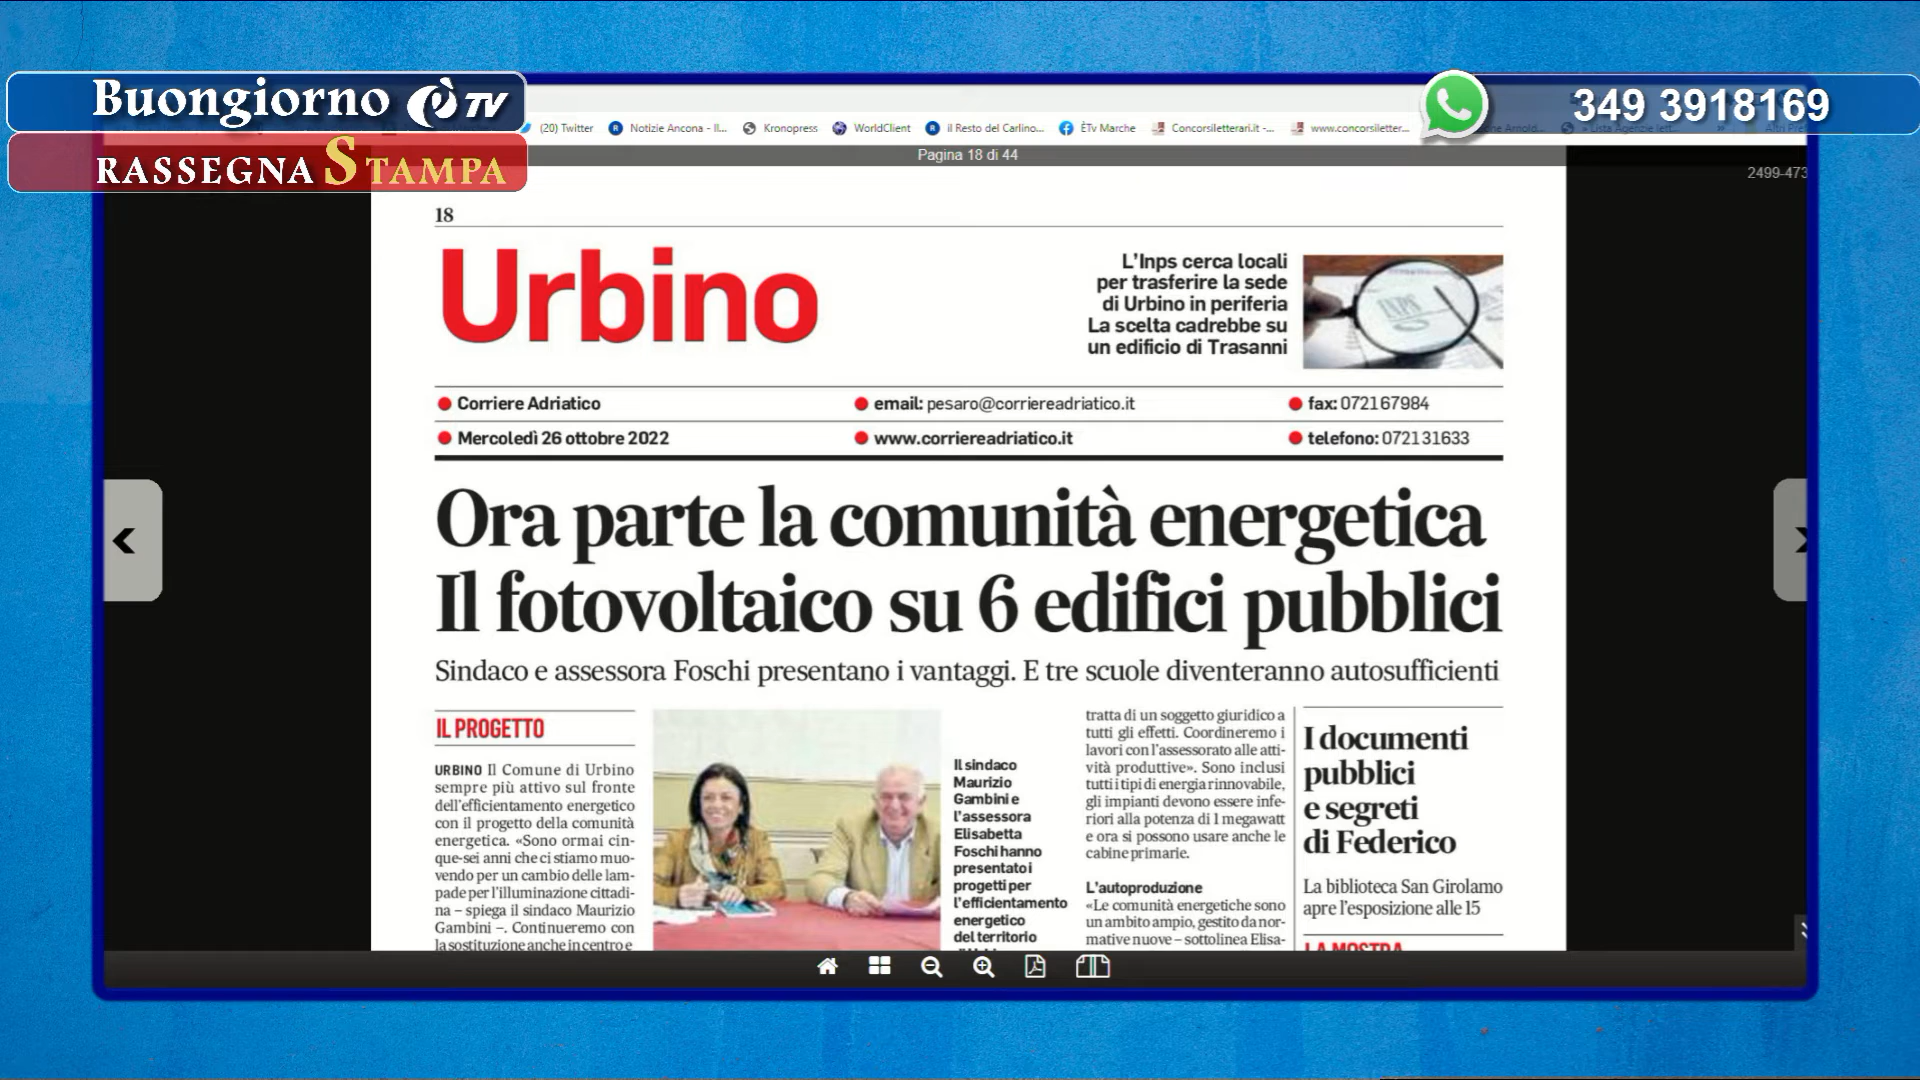 Buongiorno è TV
RASSEGNA STAMPA
349 3918169
(20) Twitter
Notizie Ancona - Il...
Kronopress
WorldClient
il Resto del Carlino...
ÈTv Marche
Concorsiletterari.it -...
www.concorsiletter...
Pagina 18 di 44
2499-473
18
Urbino
L'Inps cerca locali
per trasferire la sede
di Urbino in periferia
La scelta cadrebbe su
un edificio di Trasanni
INPS
Corriere Adriatico
email: pesaro@corriereadriatico.it
fax: 072167984
Mercoledì 26 ottobre 2022
www.corriereadriatico.it
telefono: 072131633
Ora parte la comunità energetica
Il fotovoltaico su 6 edifici pubblici
Sindaco e assessora Foschi presentano i vantaggi. E tre scuole diventeranno autosufficienti
IL PROGETTO
URBINO Il Comune di Urbino
sempre più attivo sul fronte
dell'efficientamento energetico
con il progetto della comunità
energetica. «Sono ormai cin-
que-sei anni che ci stiamo muo-
vendo per un cambio delle lam-
pade per l'illuminazione cittadi-
na – spiega il sindaco Maurizio
Gambini –. Continueremo con
la sostituzione anche in centro e
Il sindaco
Maurizio
Gambini e
l'assessora
Elisabetta
Foschi hanno
presentato i
progetti per
l'efficientamento
energetico
del territorio
tratta di un soggetto giuridico a
tutti gli effetti. Coordineremo i
lavori con l'assessorato alle atti-
vità produttive». Sono inclusi
tutti i tipi di energia rinnovabile,
gli impianti devono essere infe-
riori alla potenza di 1 megawatt
e ora si possono usare anche le
cabine primarie.
L'autoproduzione
«Le comunità energetiche sono
un ambito ampio, gestito da nor-
mative nuove – sottolinea Elisa-
I documenti
pubblici
e segreti
di Federico
La biblioteca San Girolamo
apre l'esposizione alle 15
LA MOSTRA